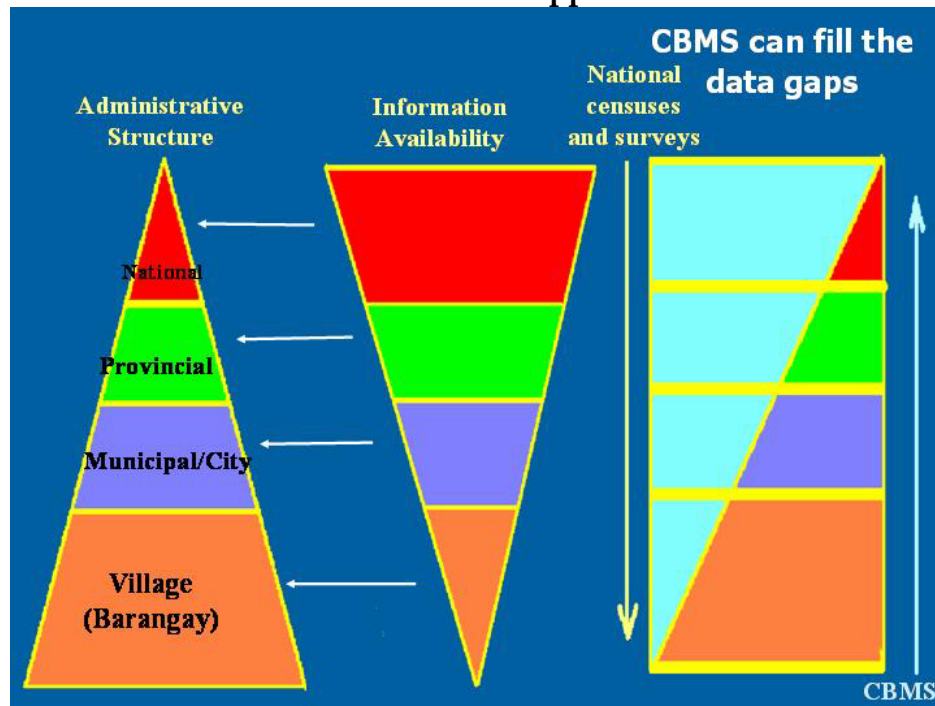 CBMS can fill the
data gaps
National
censuses
and surveys
Administrative
Structure
Information
Availability
National
Provincial
Municipal/City
Village
(Barangay)
CBMS